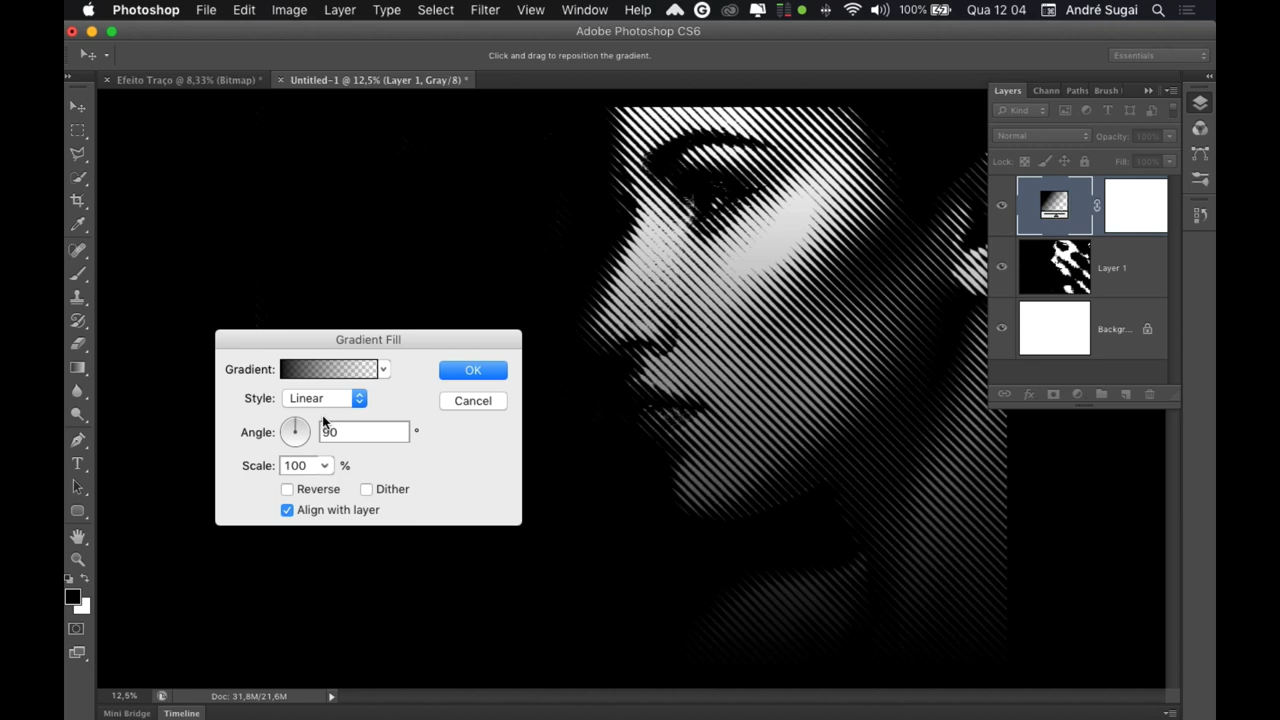 Photoshop File Edit Image Layer Type Select Filter View Window Help 100% Qua 12 04 André Sugai
Adobe Photoshop CS6
Click and drag to reposition the gradient.
Essentials
Efeito Traço @ 8,33% (Bitmap) *
Untitled-1 @ 12,5% (Layer 1, Gray/8) *
Layers Chann Paths Brush
Kind
Normal Opacity: 100%
Lock: Fill: 100%
Layer 1
Backgr...
Gradient Fill
Gradient:
OK
Style: Linear
Cancel
Angle: 90 °
Scale: 100 %
Reverse Dither
Align with layer
12,5% Doc: 31,8M/21,6M
Mini Bridge Timeline